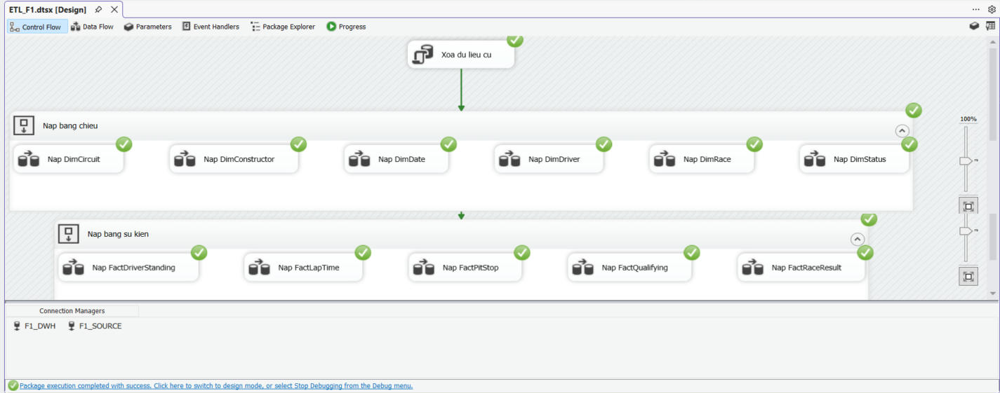 ETL_F1.dtsx [Design]
Control Flow Data Flow Parameters Event Handlers Package Explorer Progress
Xoa du lieu cu
100%
Nap bang chieu
Nap DimCircuit Nap DimConstructor Nap DimDate Nap DimDriver Nap DimRace Nap DimStatus
Nap bang su kien
Nap FactDriverStanding Nap FactLapTime Nap FactPitStop Nap FactQualifying Nap FactRaceResult
Connection Managers
F1_DWH F1_SOURCE
Package execution completed with success. Click here to switch to design mode, or select Stop Debugging from the Debug menu.